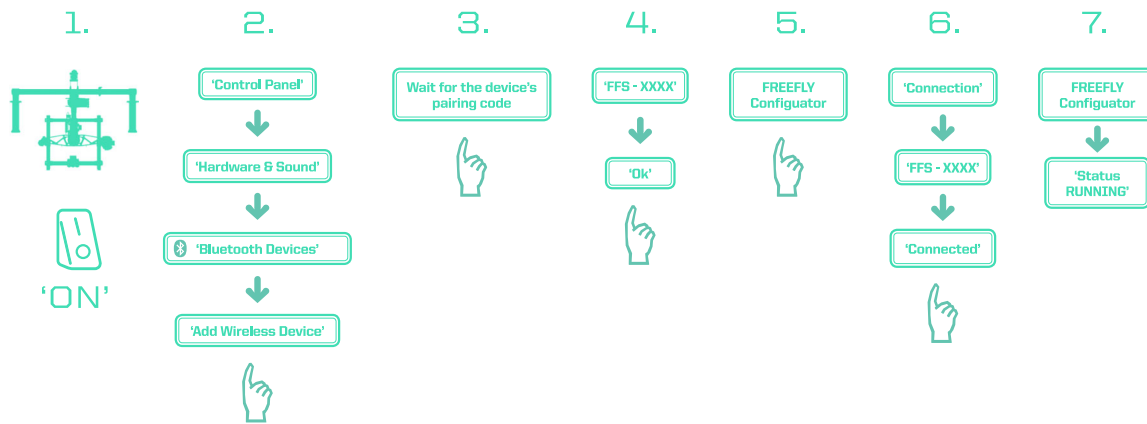 1.
2.
3.
4.
5.
6.
7.
'ON'
'Control Panel'
'Hardware & Sound'
'Bluetooth Devices'
'Add Wireless Device'
Wait for the device's
pairing code
'FFS - XXXX'
'Ok'
FREEFLY
Configuator
'Connection'
'FFS - XXXX'
'Connected'
FREEFLY
Configuator
'Status
RUNNING'